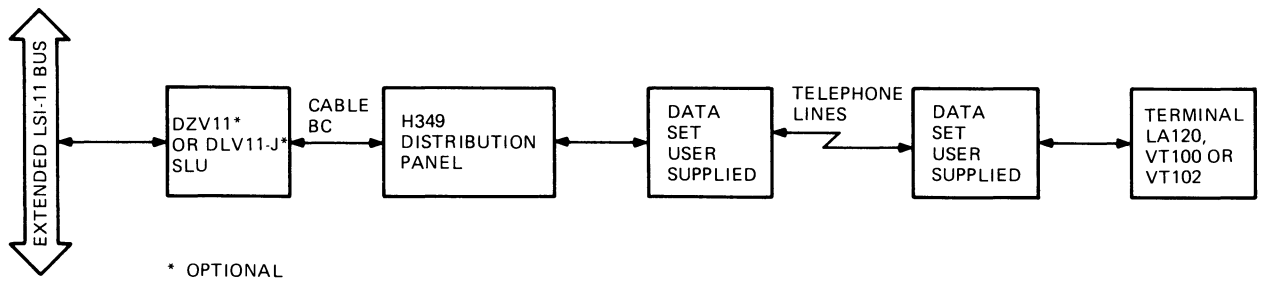 EXTENDED LSI-11 BUS
DZV11*
OR DLV11-J*
SLU
CABLE
BC
H349
DISTRIBUTION
PANEL
DATA
SET
USER
SUPPLIED
TELEPHONE
LINES
DATA
SET
USER
SUPPLIED
TERMINAL
LA120,
VT100 OR
VT102
* OPTIONAL